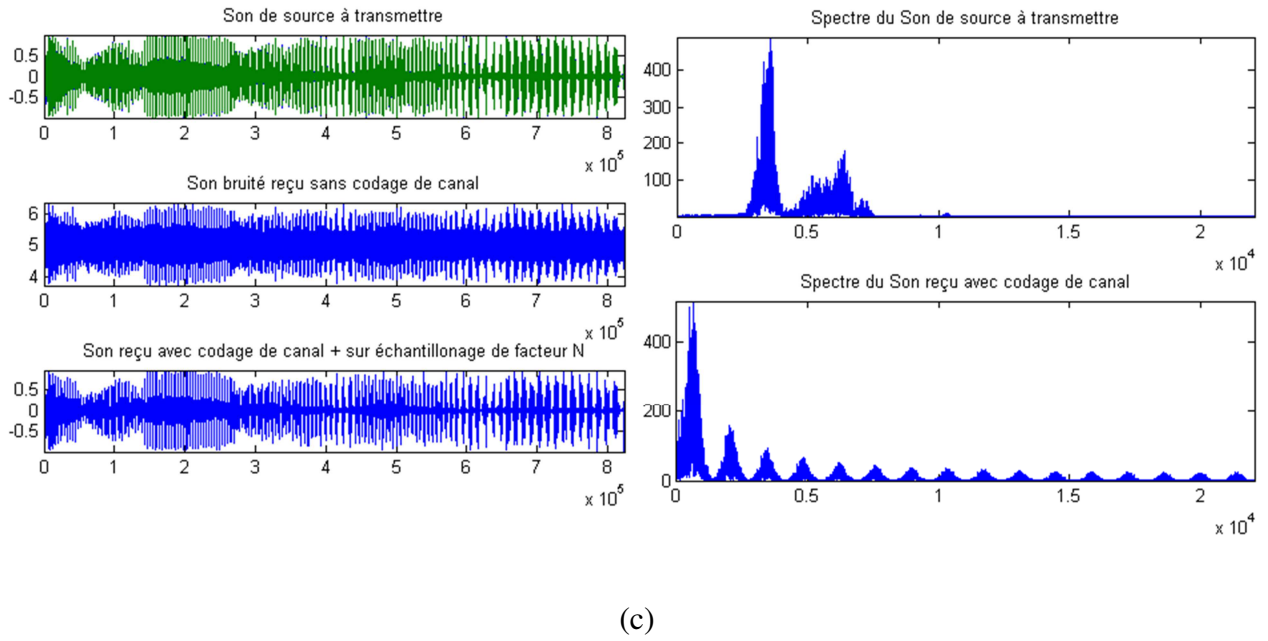 Son de source à transmettre
0.5
0
-0.5
0 1 2 3 4 5 6 7 8
x 10^5
Son bruité reçu sans codage de canal
6
5
4
0 1 2 3 4 5 6 7 8
x 10^5
Son reçu avec codage de canal + sur échantillonage de facteur N
0.5
0
-0.5
0 1 2 3 4 5 6 7 8
x 10^5
Spectre du Son de source à transmettre
400
300
200
100
0 0.5 1 1.5 2
x 10^4
Spectre du Son reçu avec codage de canal
400
200
0
0 0.5 1 1.5 2
x 10^4
(c)